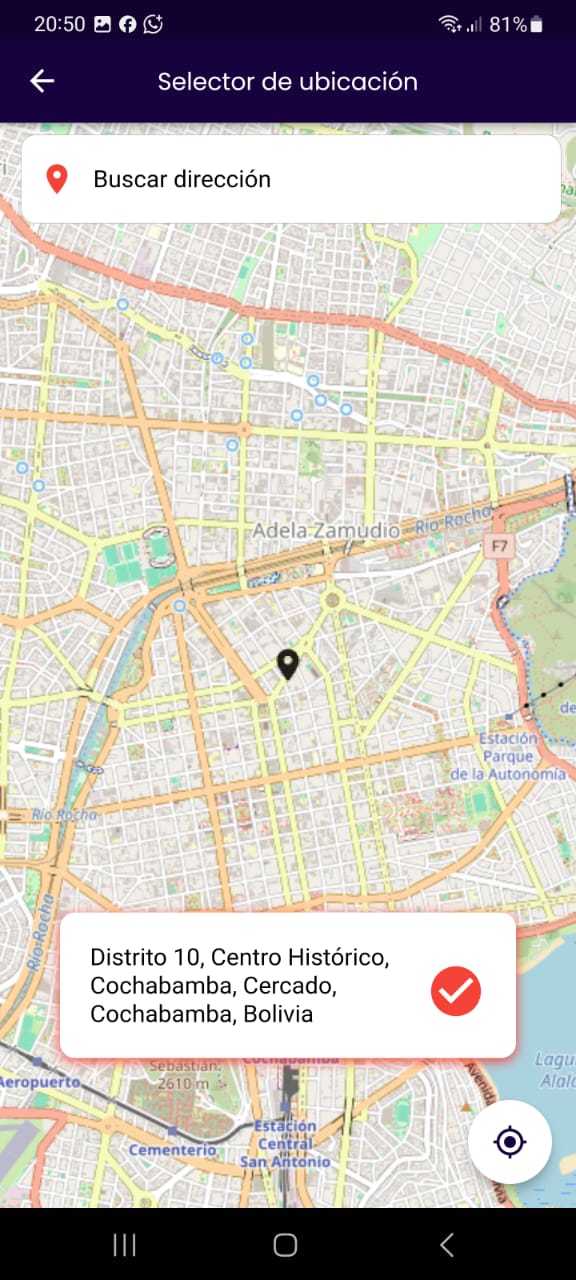 20:50
81%
Selector de ubicación
Buscar dirección
Adela Zamudio
Río Rocha
F7
de
Estación
Parque
de la Autonomía
Río Rocha
Río Rocha
Distrito 10, Centro Histórico,
Cochabamba, Cercado,
Cochabamba, Bolivia
Cochabamba
Sebastián.
2610 m
Aeropuerto
Avenida
Cementerio
Estación
Central
San Antonio